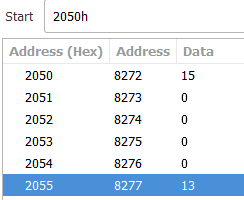 Start 2050h
Address (Hex) Address Data
2050 8272 15
2051 8273 0
2052 8274 0
2053 8275 0
2054 8276 0
2055 8277 13